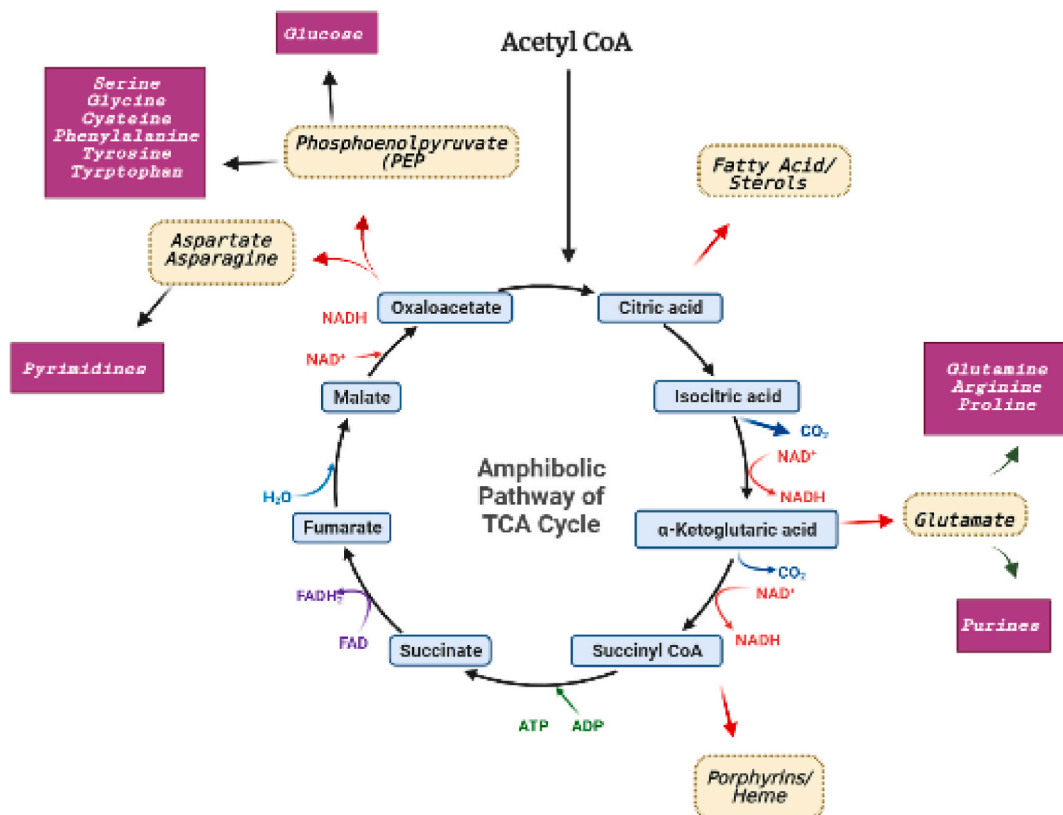 Glucose
Acetyl CoA
Serine
Glycine
Cysteine
Phenylalanine
Tyrosine
Tyrptophan
Phosphoenolpyruvate
(PEP
Fatty Acid/
Sterols
Aspartate
Asparagine
Oxaloacetate
Citric acid
NADH
NAD⁺
Pyrimidines
Malate
Isocitric acid
Glutamine
Arginine
Proline
CO₂
NAD⁺
NADH
Amphibolic
Pathway of
TCA Cycle
H₂O
Fumarate
α-Ketoglutaric acid
Glutamate
CO₂
NAD⁺
NADH
FADH₂
FAD
Succinate
Succinyl CoA
Purines
ATP
ADP
Porphyrins/
Heme